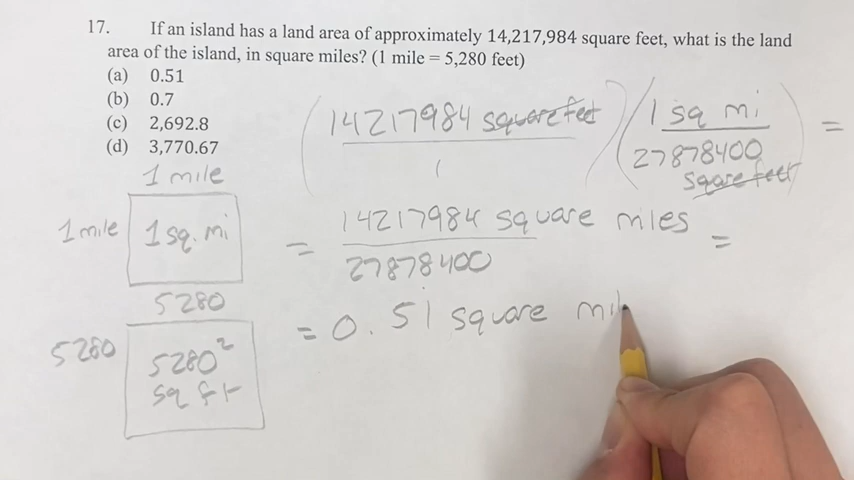 17. If an island has a land area of approximately 14,217,984 square feet, what is the land
area of the island, in square miles? (1 mile = 5,280 feet)
(a) 0.51
(b) 0.7
(c) 2,692.8
(d) 3,770.67
(14217984 square feet / 1) (1 sq mi / 27878400 sqare feet) =
= 14217984 square miles / 27878400 =
= 0.51 square mil
1 mile
1 mile 1 sq. mi
5280
5280 5280²
sq ft